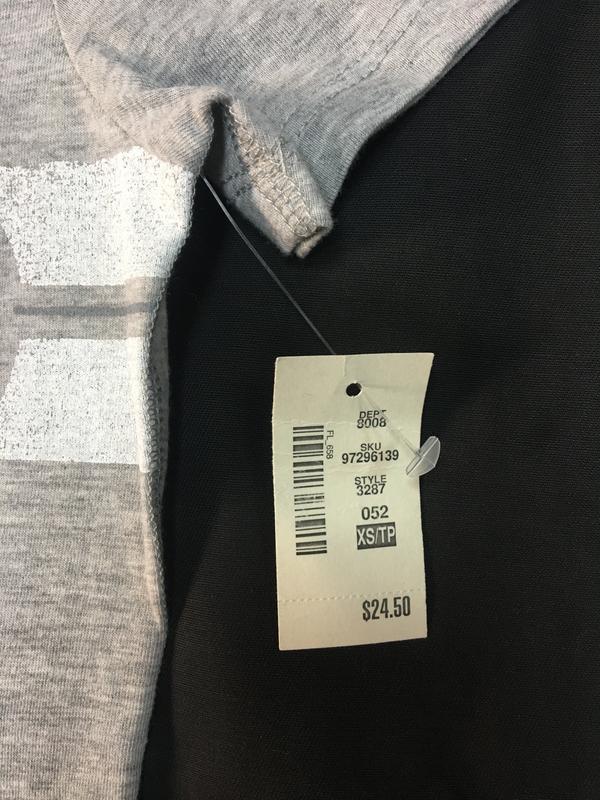 DEPT
8008
SKU
97296139
STYLE
3287
052
XS/TP
$24.50
FL_658